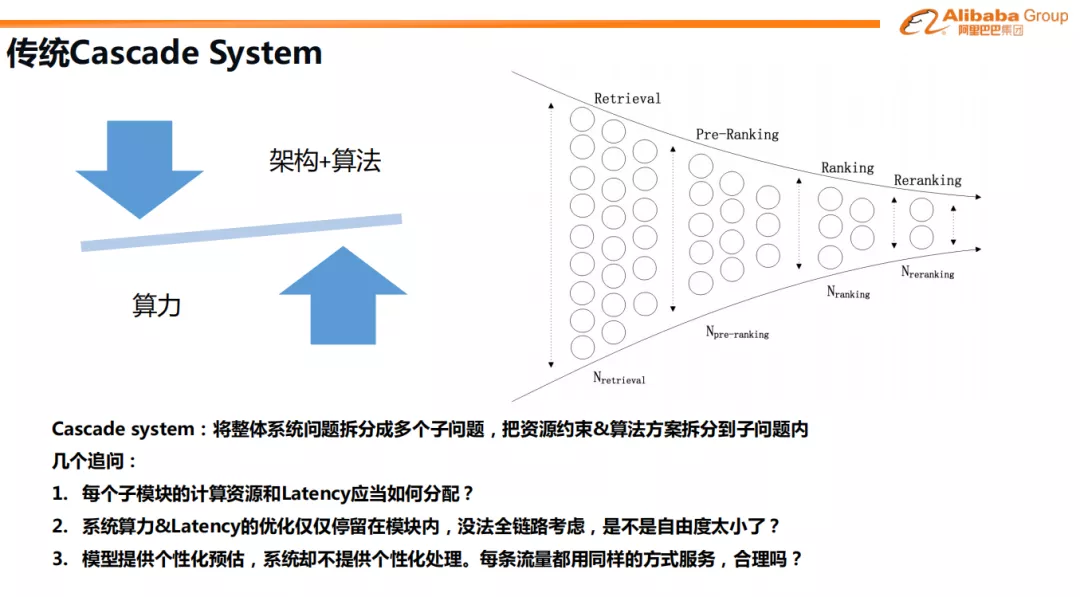 Alibaba Group
阿里巴巴集团
传统Cascade System
架构+算法
算力
Retrieval
Pre-Ranking
Ranking
Reranking
Nreranking
Nranking
Npre-ranking
Nretrieval
Cascade system：将整体系统问题拆分成多个子问题，把资源约束&算法方案拆分到子问题内
几个追问：
1. 每个子模块的计算资源和Latency应当如何分配？
2. 系统算力&Latency的优化仅仅停留在模块内，没法全链路考虑，是不是自由度太小了？
3. 模型提供个性化预估，系统却不提供个性化处理。每条流量都用同样的方式服务，合理吗？